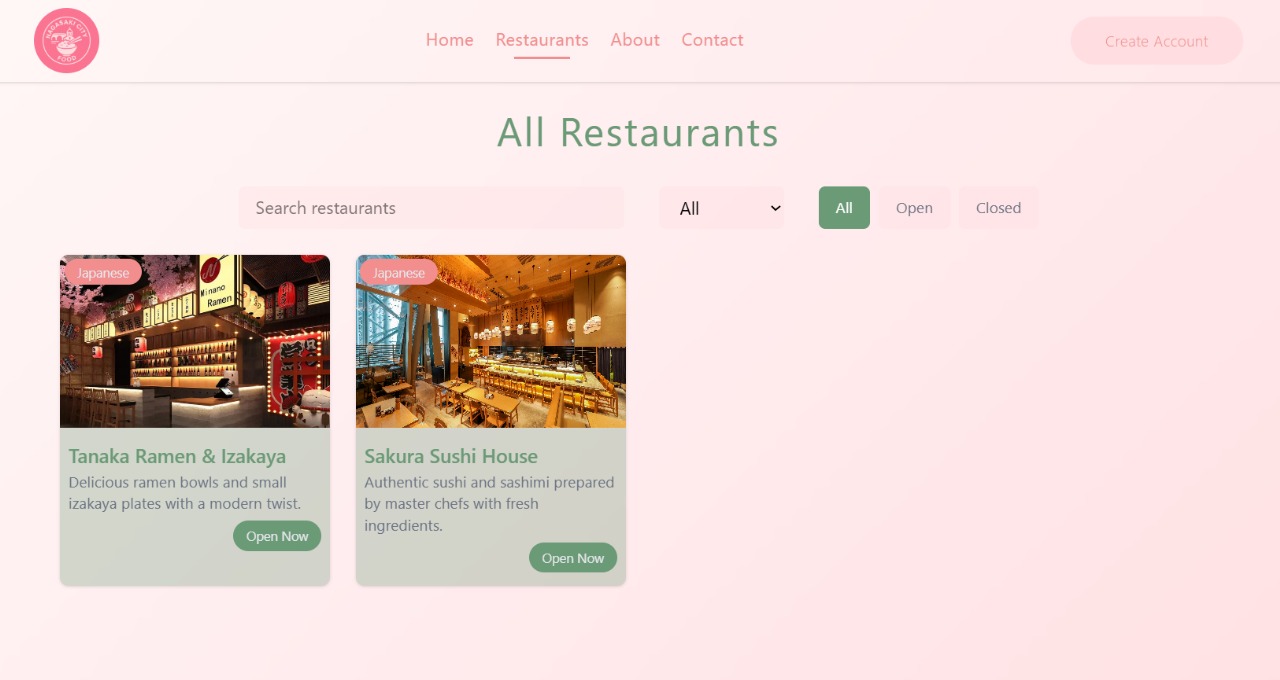 NAGASAKI CITY
FOOD
Home
Restaurants
About
Contact
Create Account
All Restaurants
Search restaurants
All
All
Open
Closed
Japanese
Minano
Ramen
Tanaka Ramen & Izakaya
Delicious ramen bowls and small
izakaya plates with a modern twist.
Open Now
Japanese
Sakura Sushi House
Authentic sushi and sashimi prepared
by master chefs with fresh
ingredients.
Open Now